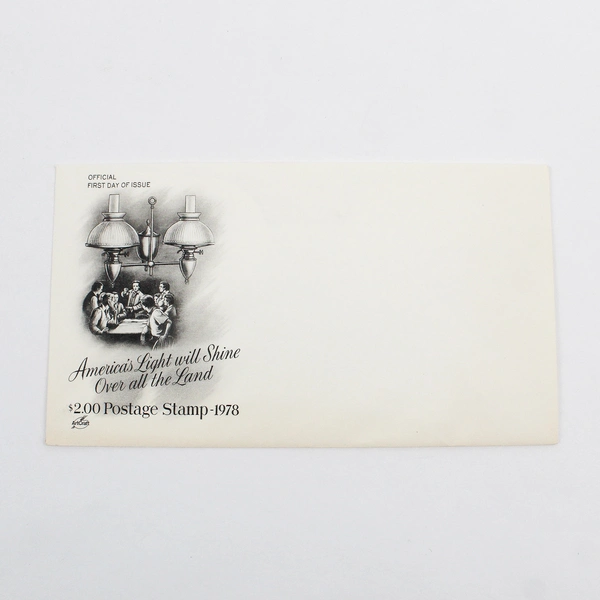 OFFICIAL
FIRST DAY OF ISSUE
America's Light will Shine
Over all the Land
$2.00 Postage Stamp-1978
ArtCraft